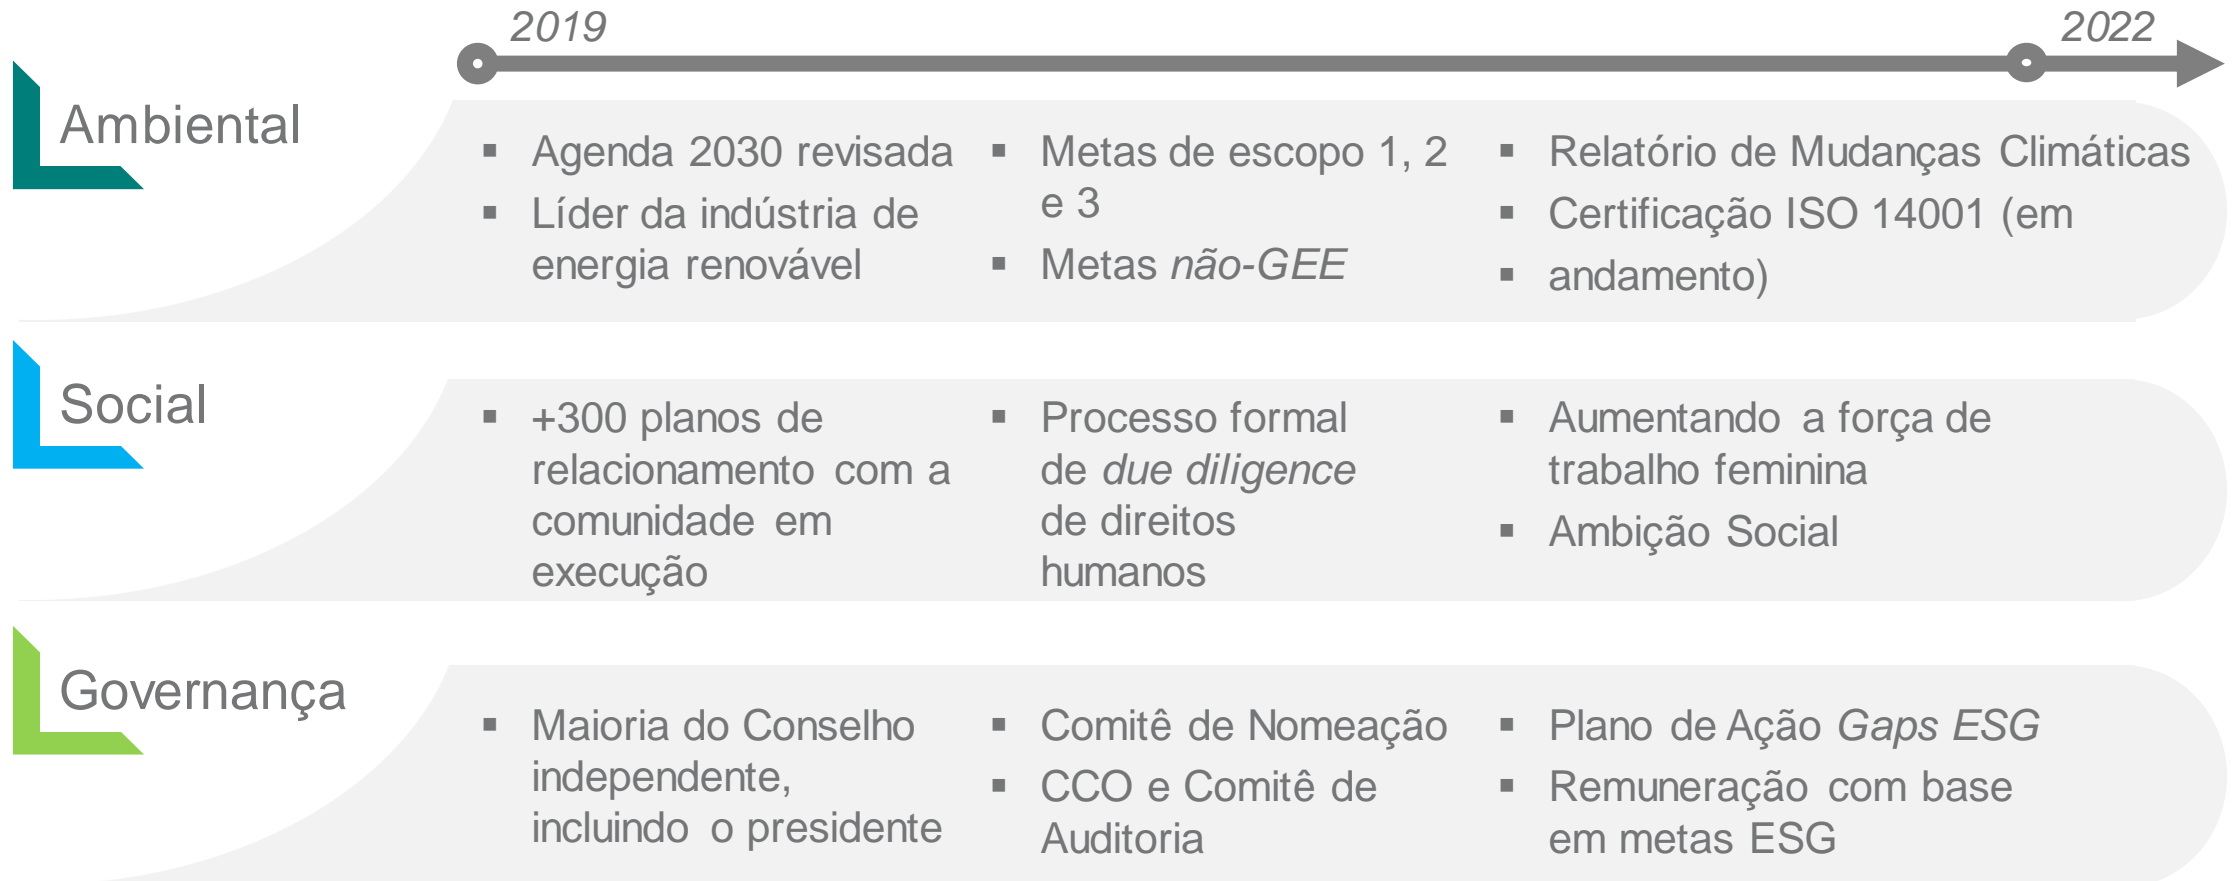 2019
2022
Ambiental
▪ Agenda 2030 revisada
▪ Líder da indústria de
energia renovável
▪ Metas de escopo 1, 2
e 3
▪ Metas não-GEE
▪ Relatório de Mudanças Climáticas
▪ Certificação ISO 14001 (em
▪ andamento)
Social
▪ +300 planos de
relacionamento com a
comunidade em
execução
▪ Processo formal
de due diligence
de direitos
humanos
▪ Aumentando a força de
trabalho feminina
▪ Ambição Social
Governança
▪ Maioria do Conselho
independente,
incluindo o presidente
▪ Comitê de Nomeação
▪ CCO e Comitê de
Auditoria
▪ Plano de Ação Gaps ESG
▪ Remuneração com base
em metas ESG